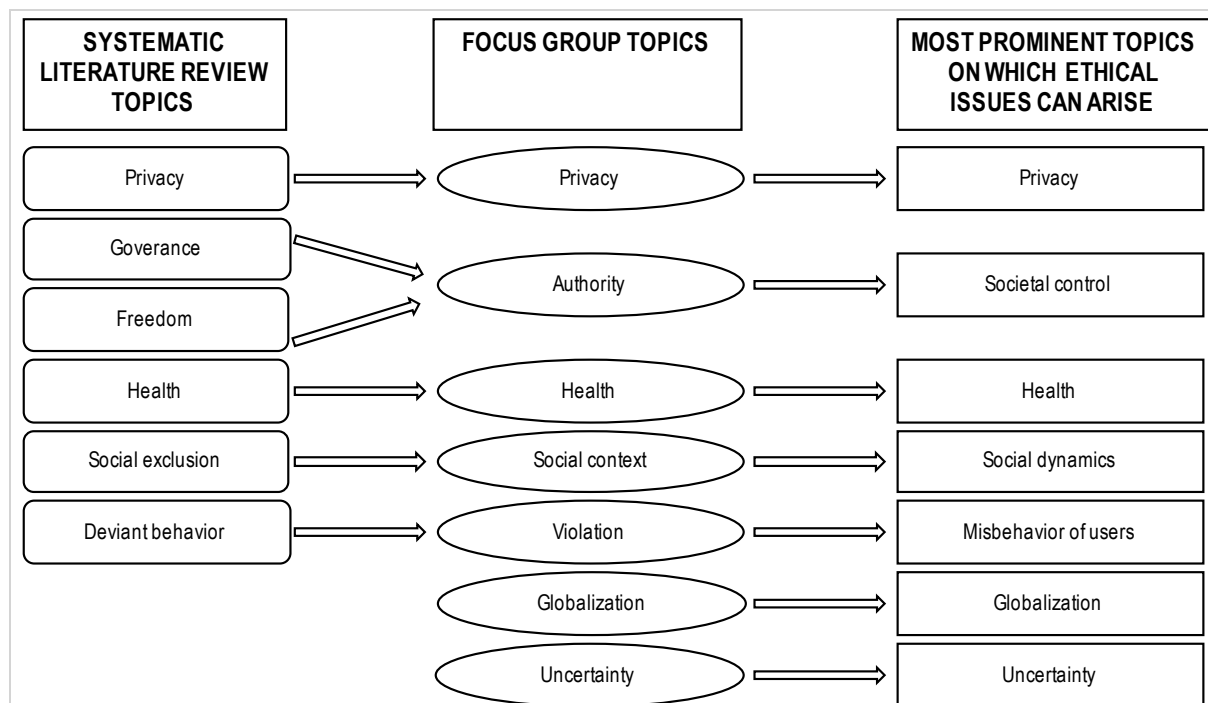 SYSTEMATIC
LITERATURE REVIEW
TOPICS
FOCUS GROUP TOPICS
MOST PROMINENT TOPICS
ON WHICH ETHICAL
ISSUES CAN ARISE
Privacy
Privacy
Privacy
Goverance
Authority
Societal control
Freedom
Health
Health
Health
Social exclusion
Social context
Social dynamics
Deviant behavior
Violation
Misbehavior of users
Globalization
Globalization
Uncertainty
Uncertainty